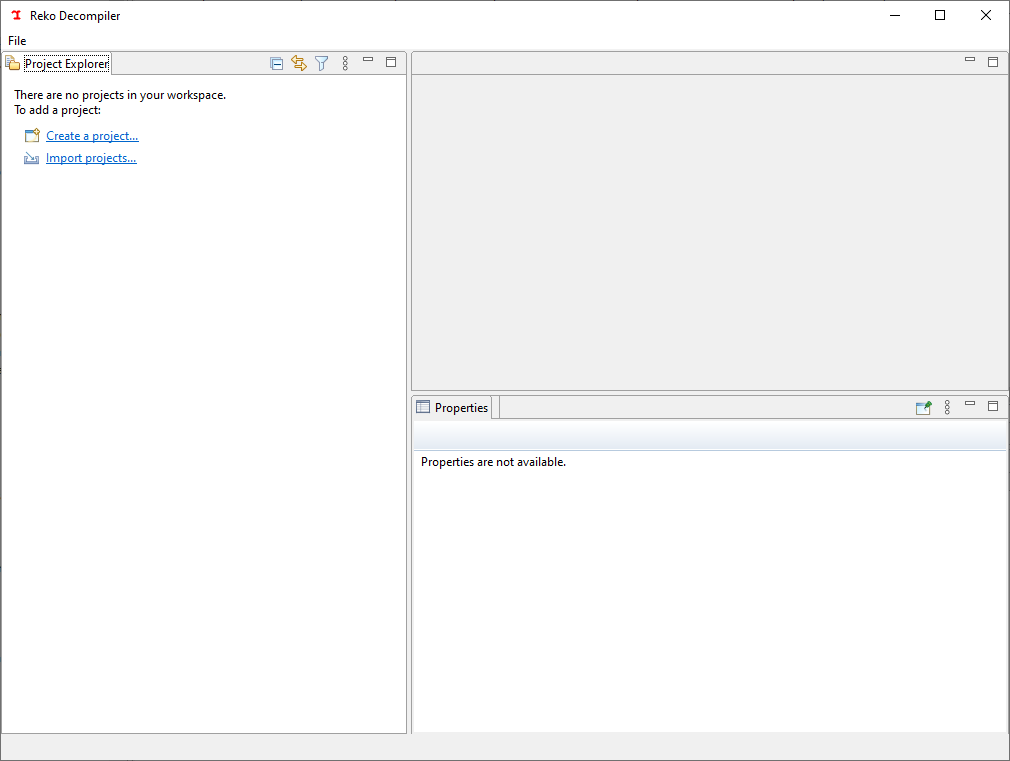 Reko Decompiler
File
Project Explorer
There are no projects in your workspace.
To add a project:
Create a project...
Import projects...
Properties
Properties are not available.